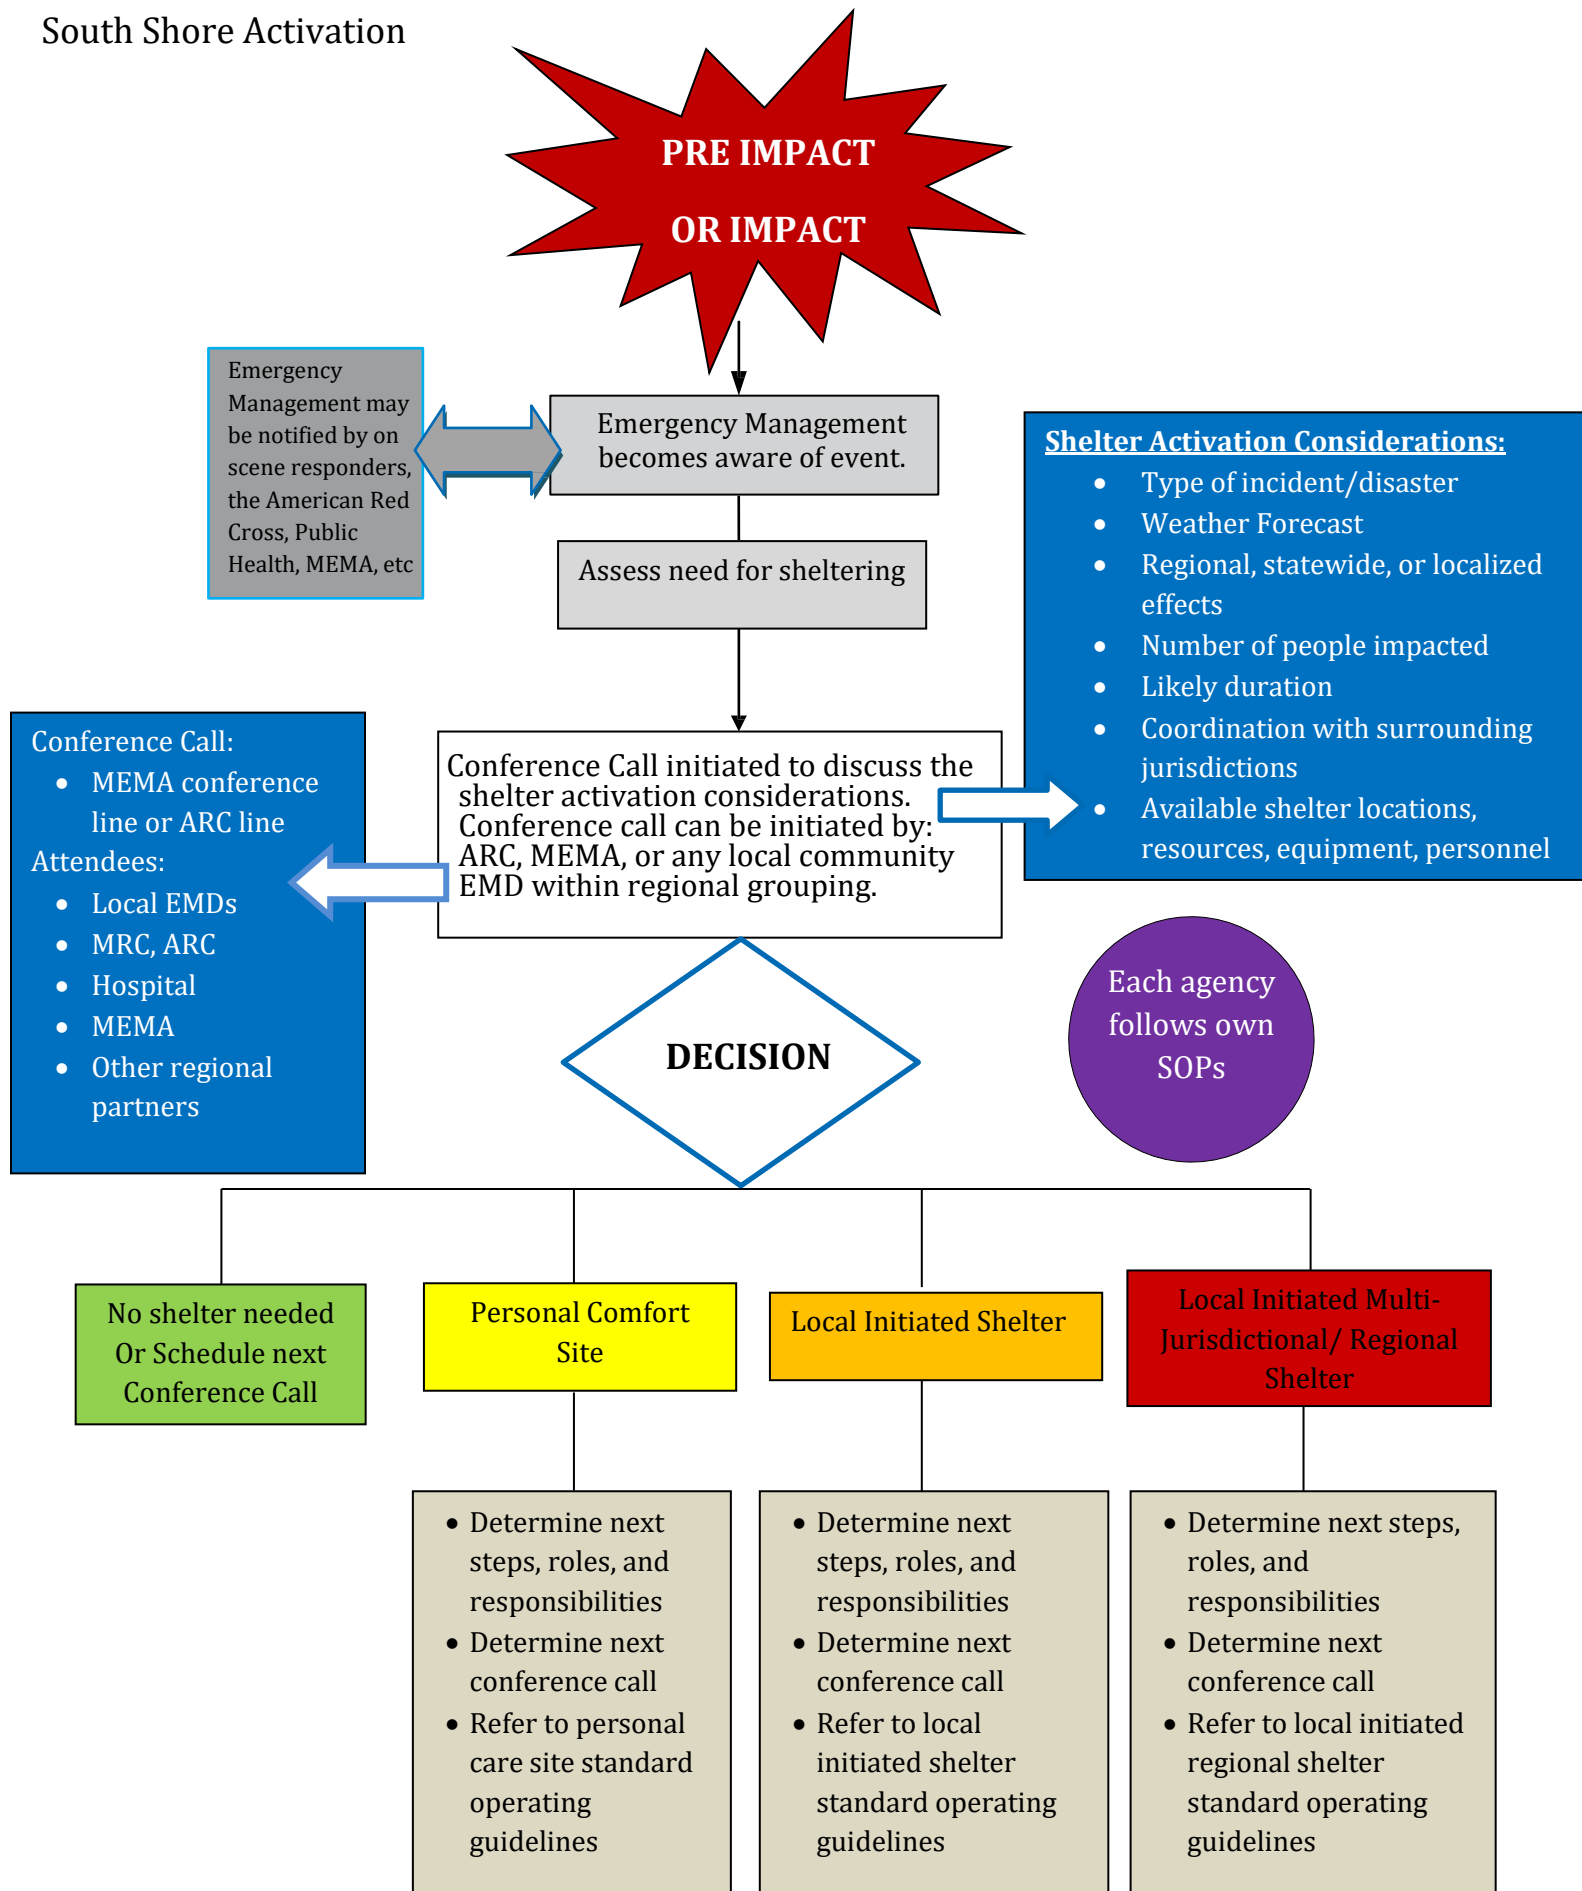 South Shore Activation
PRE IMPACT
OR IMPACT
Emergency
Management may
be notified by on
scene responders,
the American Red
Cross, Public
Health, MEMA, etc
Emergency Management
becomes aware of event.
Assess need for sheltering
Shelter Activation Considerations:
• Type of incident/disaster
• Weather Forecast
• Regional, statewide, or localized
effects
• Number of people impacted
• Likely duration
• Coordination with surrounding
jurisdictions
• Available shelter locations,
resources, equipment, personnel
Conference Call:
• MEMA conference
line or ARC line
Attendees:
• Local EMDs
• MRC, ARC
• Hospital
• MEMA
• Other regional
partners
Conference Call initiated to discuss the
shelter activation considerations.
Conference call can be initiated by:
ARC, MEMA, or any local community
EMD within regional grouping.
DECISION
Each agency
follows own
SOPs
No shelter needed
Or Schedule next
Conference Call
Personal Comfort
Site
Local Initiated Shelter
Local Initiated Multi-
Jurisdictional/ Regional
Shelter
• Determine next
steps, roles, and
responsibilities
• Determine next
conference call
• Refer to personal
care site standard
operating
guidelines
• Determine next
steps, roles, and
responsibilities
• Determine next
conference call
• Refer to local
initiated shelter
standard operating
guidelines
• Determine next steps,
roles, and
responsibilities
• Determine next
conference call
• Refer to local initiated
regional shelter
standard operating
guidelines